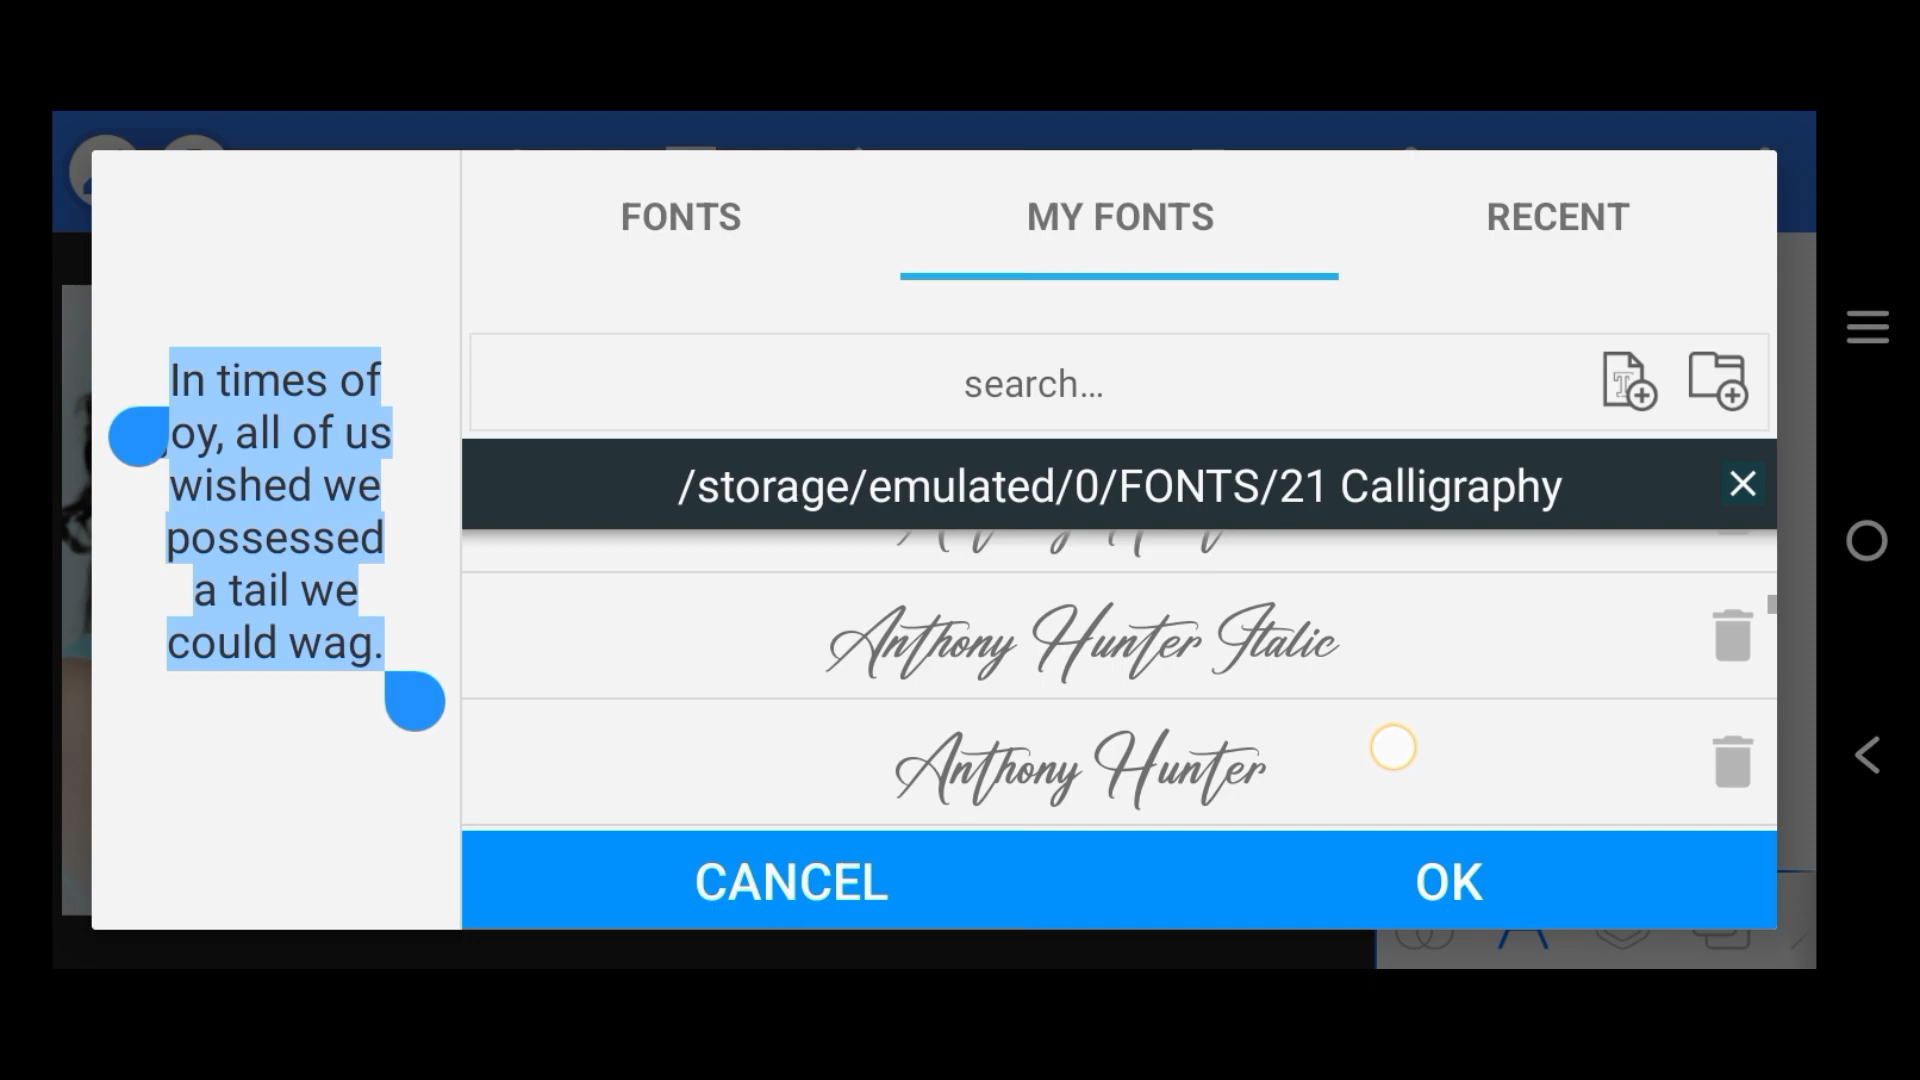 FONTS
MY FONTS
RECENT
search...
/storage/emulated/0/FONTS/21 Calligraphy
In times of
joy, all of us
wished we
possessed
a tail we
could wag.
Anthony Hunter Italic
Anthony Hunter
CANCEL
OK